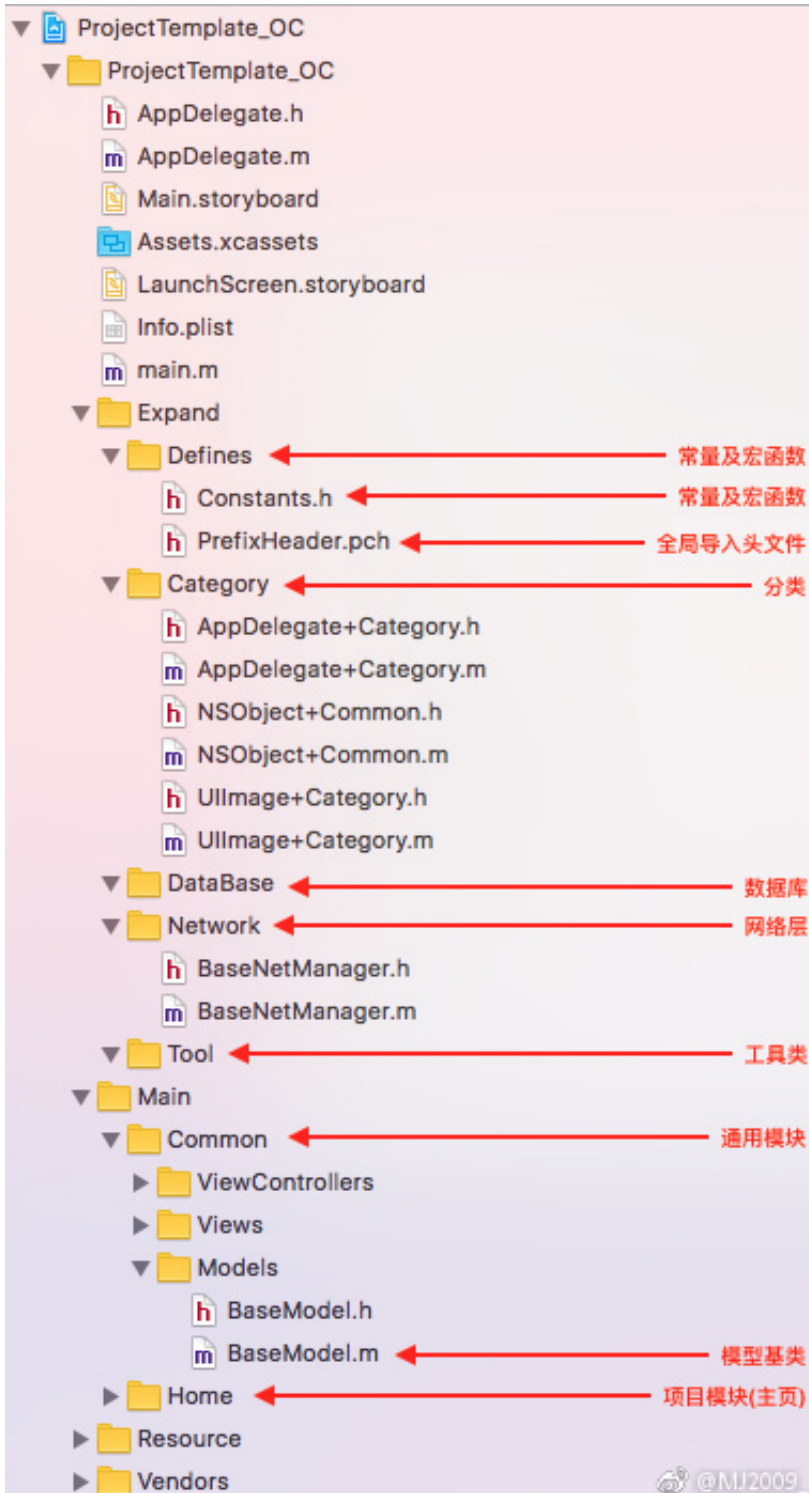 ProjectTemplate_OC
ProjectTemplate_OC
h AppDelegate.h
m AppDelegate.m
Main.storyboard
Assets.xcassets
LaunchScreen.storyboard
Info.plist
m main.m
Expand
Defines 常量及宏函数
h Constants.h 常量及宏函数
h PrefixHeader.pch 全局导入头文件
Category 分类
h AppDelegate+Category.h
m AppDelegate+Category.m
h NSObject+Common.h
m NSObject+Common.m
h UIImage+Category.h
m UIImage+Category.m
DataBase 数据库
Network 网络层
h BaseNetManager.h
m BaseNetManager.m
Tool 工具类
Main
Common 通用模块
ViewControllers
Views
Models
h BaseModel.h
m BaseModel.m 模型基类
Home 项目模块(主页)
Resource
Vendors @MJ2009